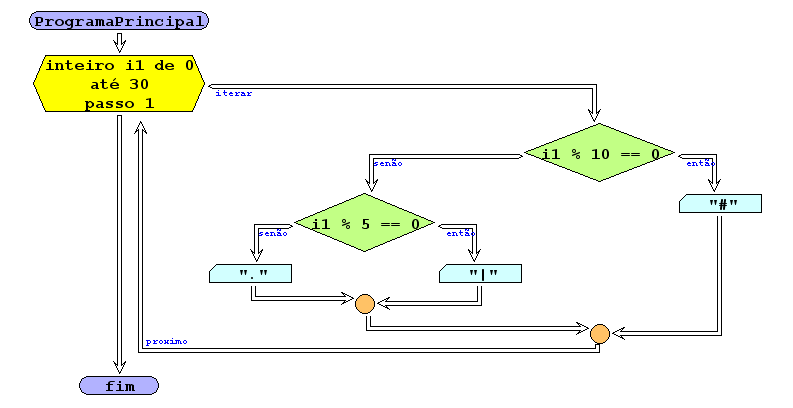 ProgramaPrincipal
inteiro i1 de 0
até 30
passo 1
iterar
i1 % 10 == 0
senão
então
"#"
i1 % 5 == 0
senão
então
"."
"|"
proximo
fim